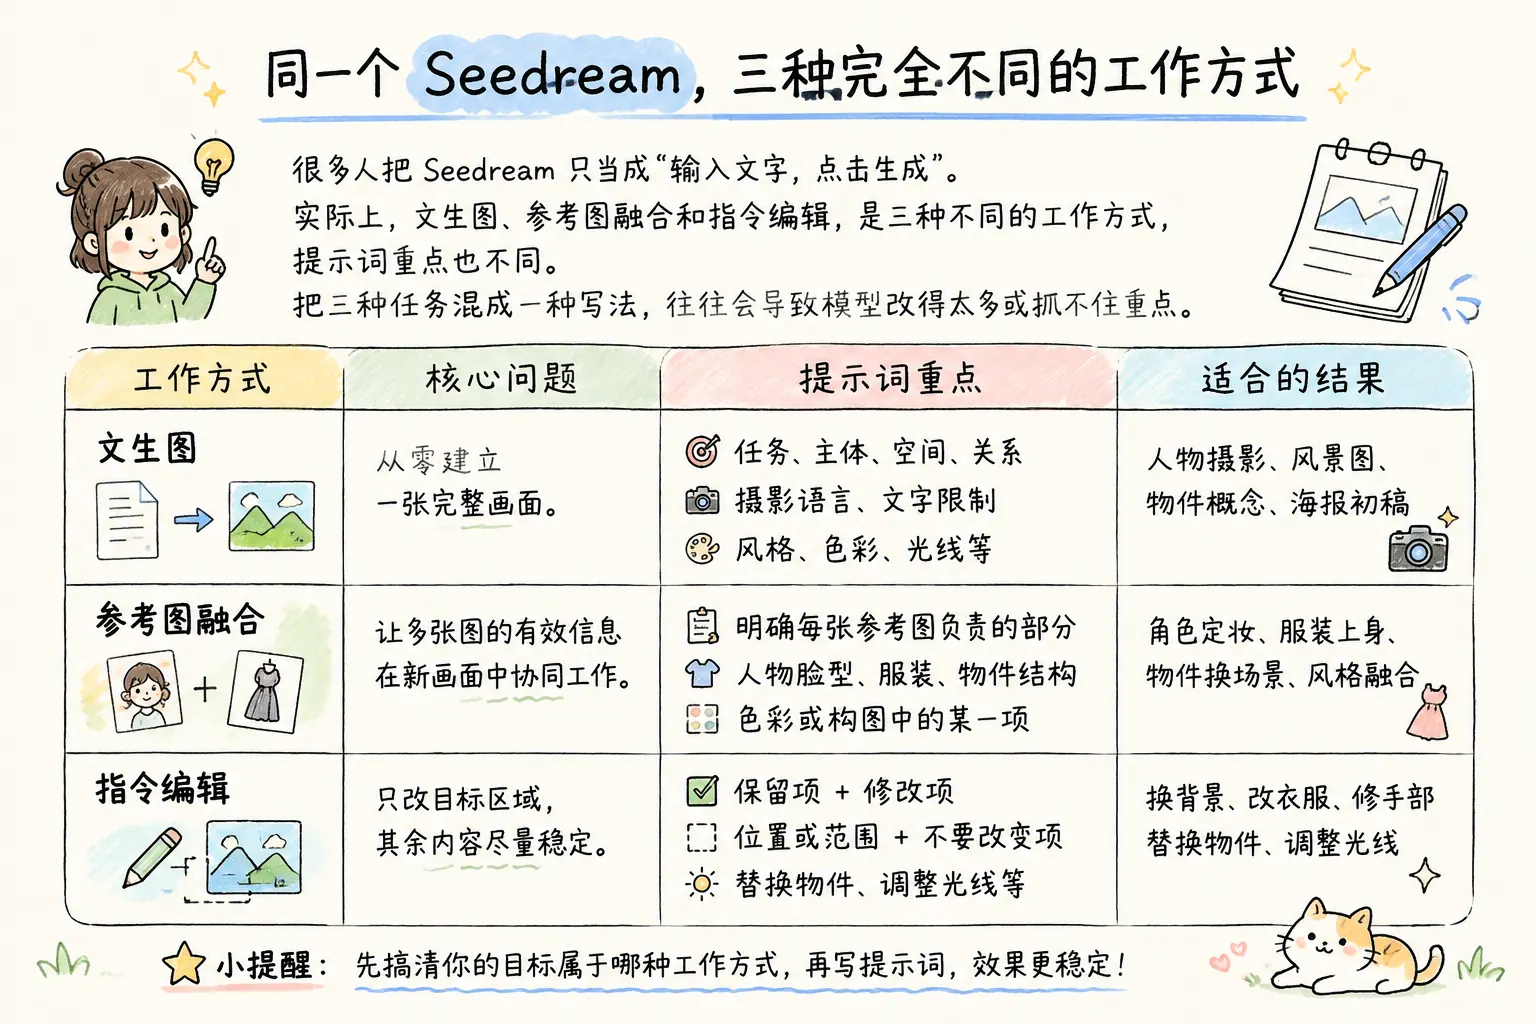 同一个 Seedream，三种完全不同的工作方式
很多人把 Seedream 只当成“输入文字，点击生成”。
实际上，文生图、参考图融合和指令编辑，是三种不同的工作方式，
提示词重点也不同。
把三种任务混成一种写法，往往会导致模型改得太多或抓不住重点。
工作方式
核心问题
提示词重点
适合的结果
文生图
从零建立
一张完整画面。
任务、主体、空间、关系
摄影语言、文字限制
风格、色彩、光线等
人物摄影、风景图、
物件概念、海报初稿
参考图融合
让多张图的有效信息
在新画面中协同工作。
明确每张参考图负责的部分
人物脸型、服装、物件结构
色彩或构图中的某一项
角色定妆、服装上身、
物件换场景、风格融合
指令编辑
只改目标区域，
其余内容尽量稳定。
保留项 + 修改项
位置或范围 + 不要改变项
替换物件、调整光线等
换背景、改衣服、修手部
替换物件、调整光线
小提醒：先搞清你的目标属于哪种工作方式，再写提示词，效果更稳定！